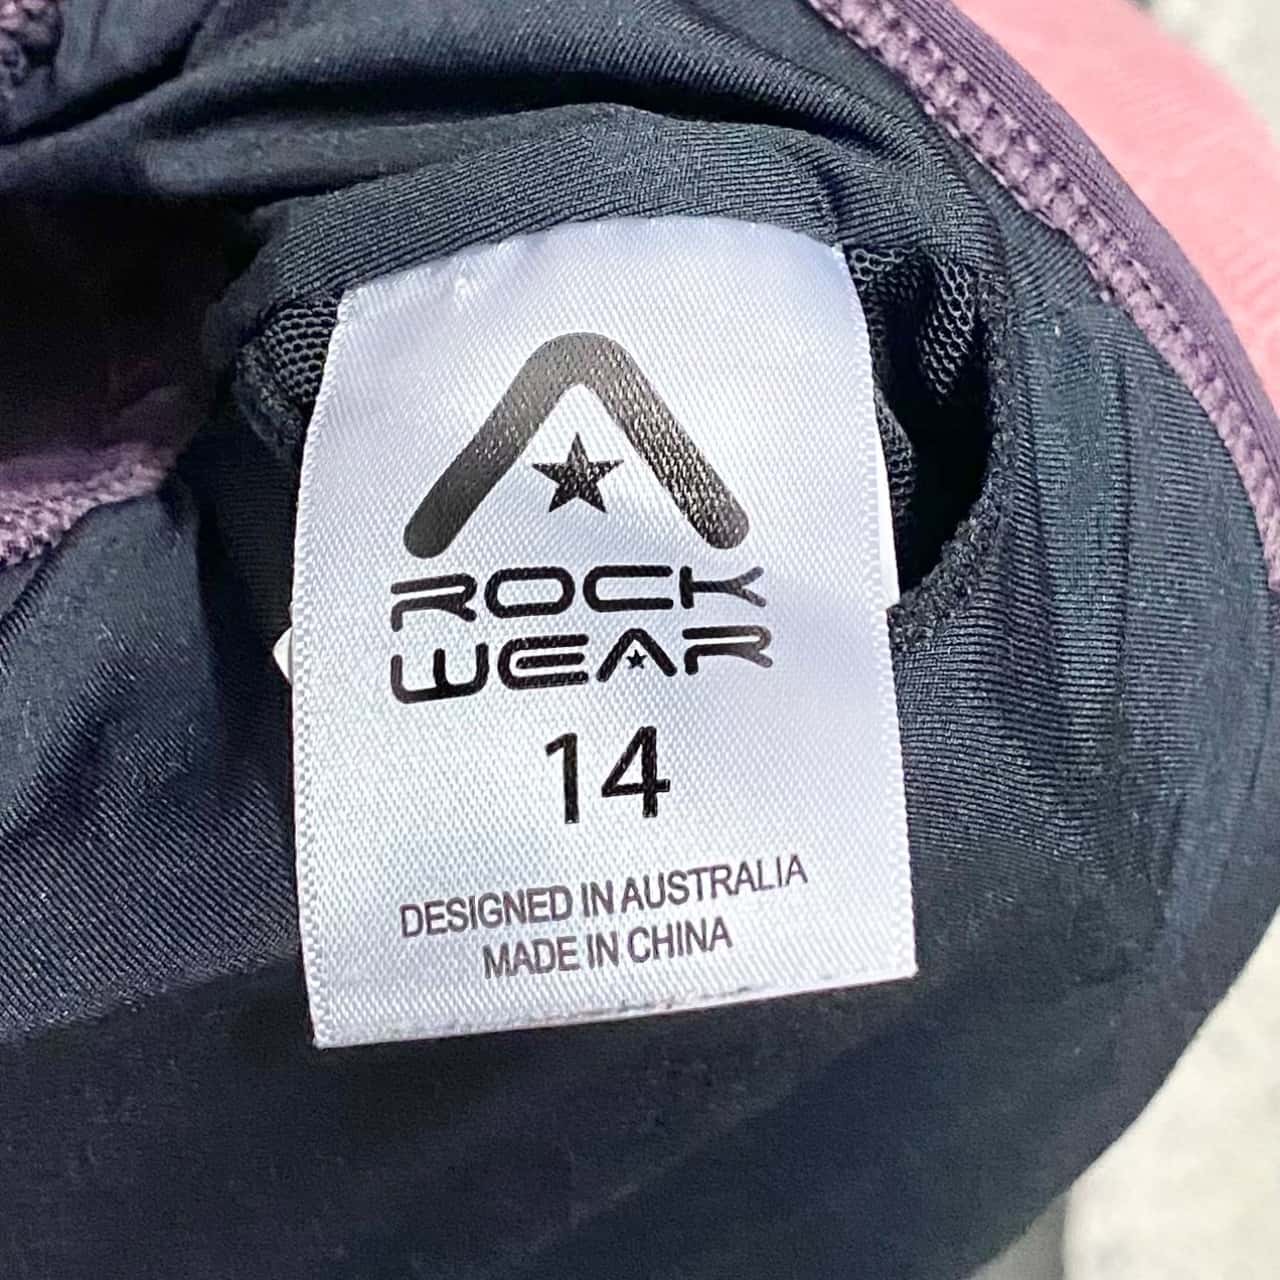 ROCK
WEAR
14
DESIGNED IN AUSTRALIA
MADE IN CHINA